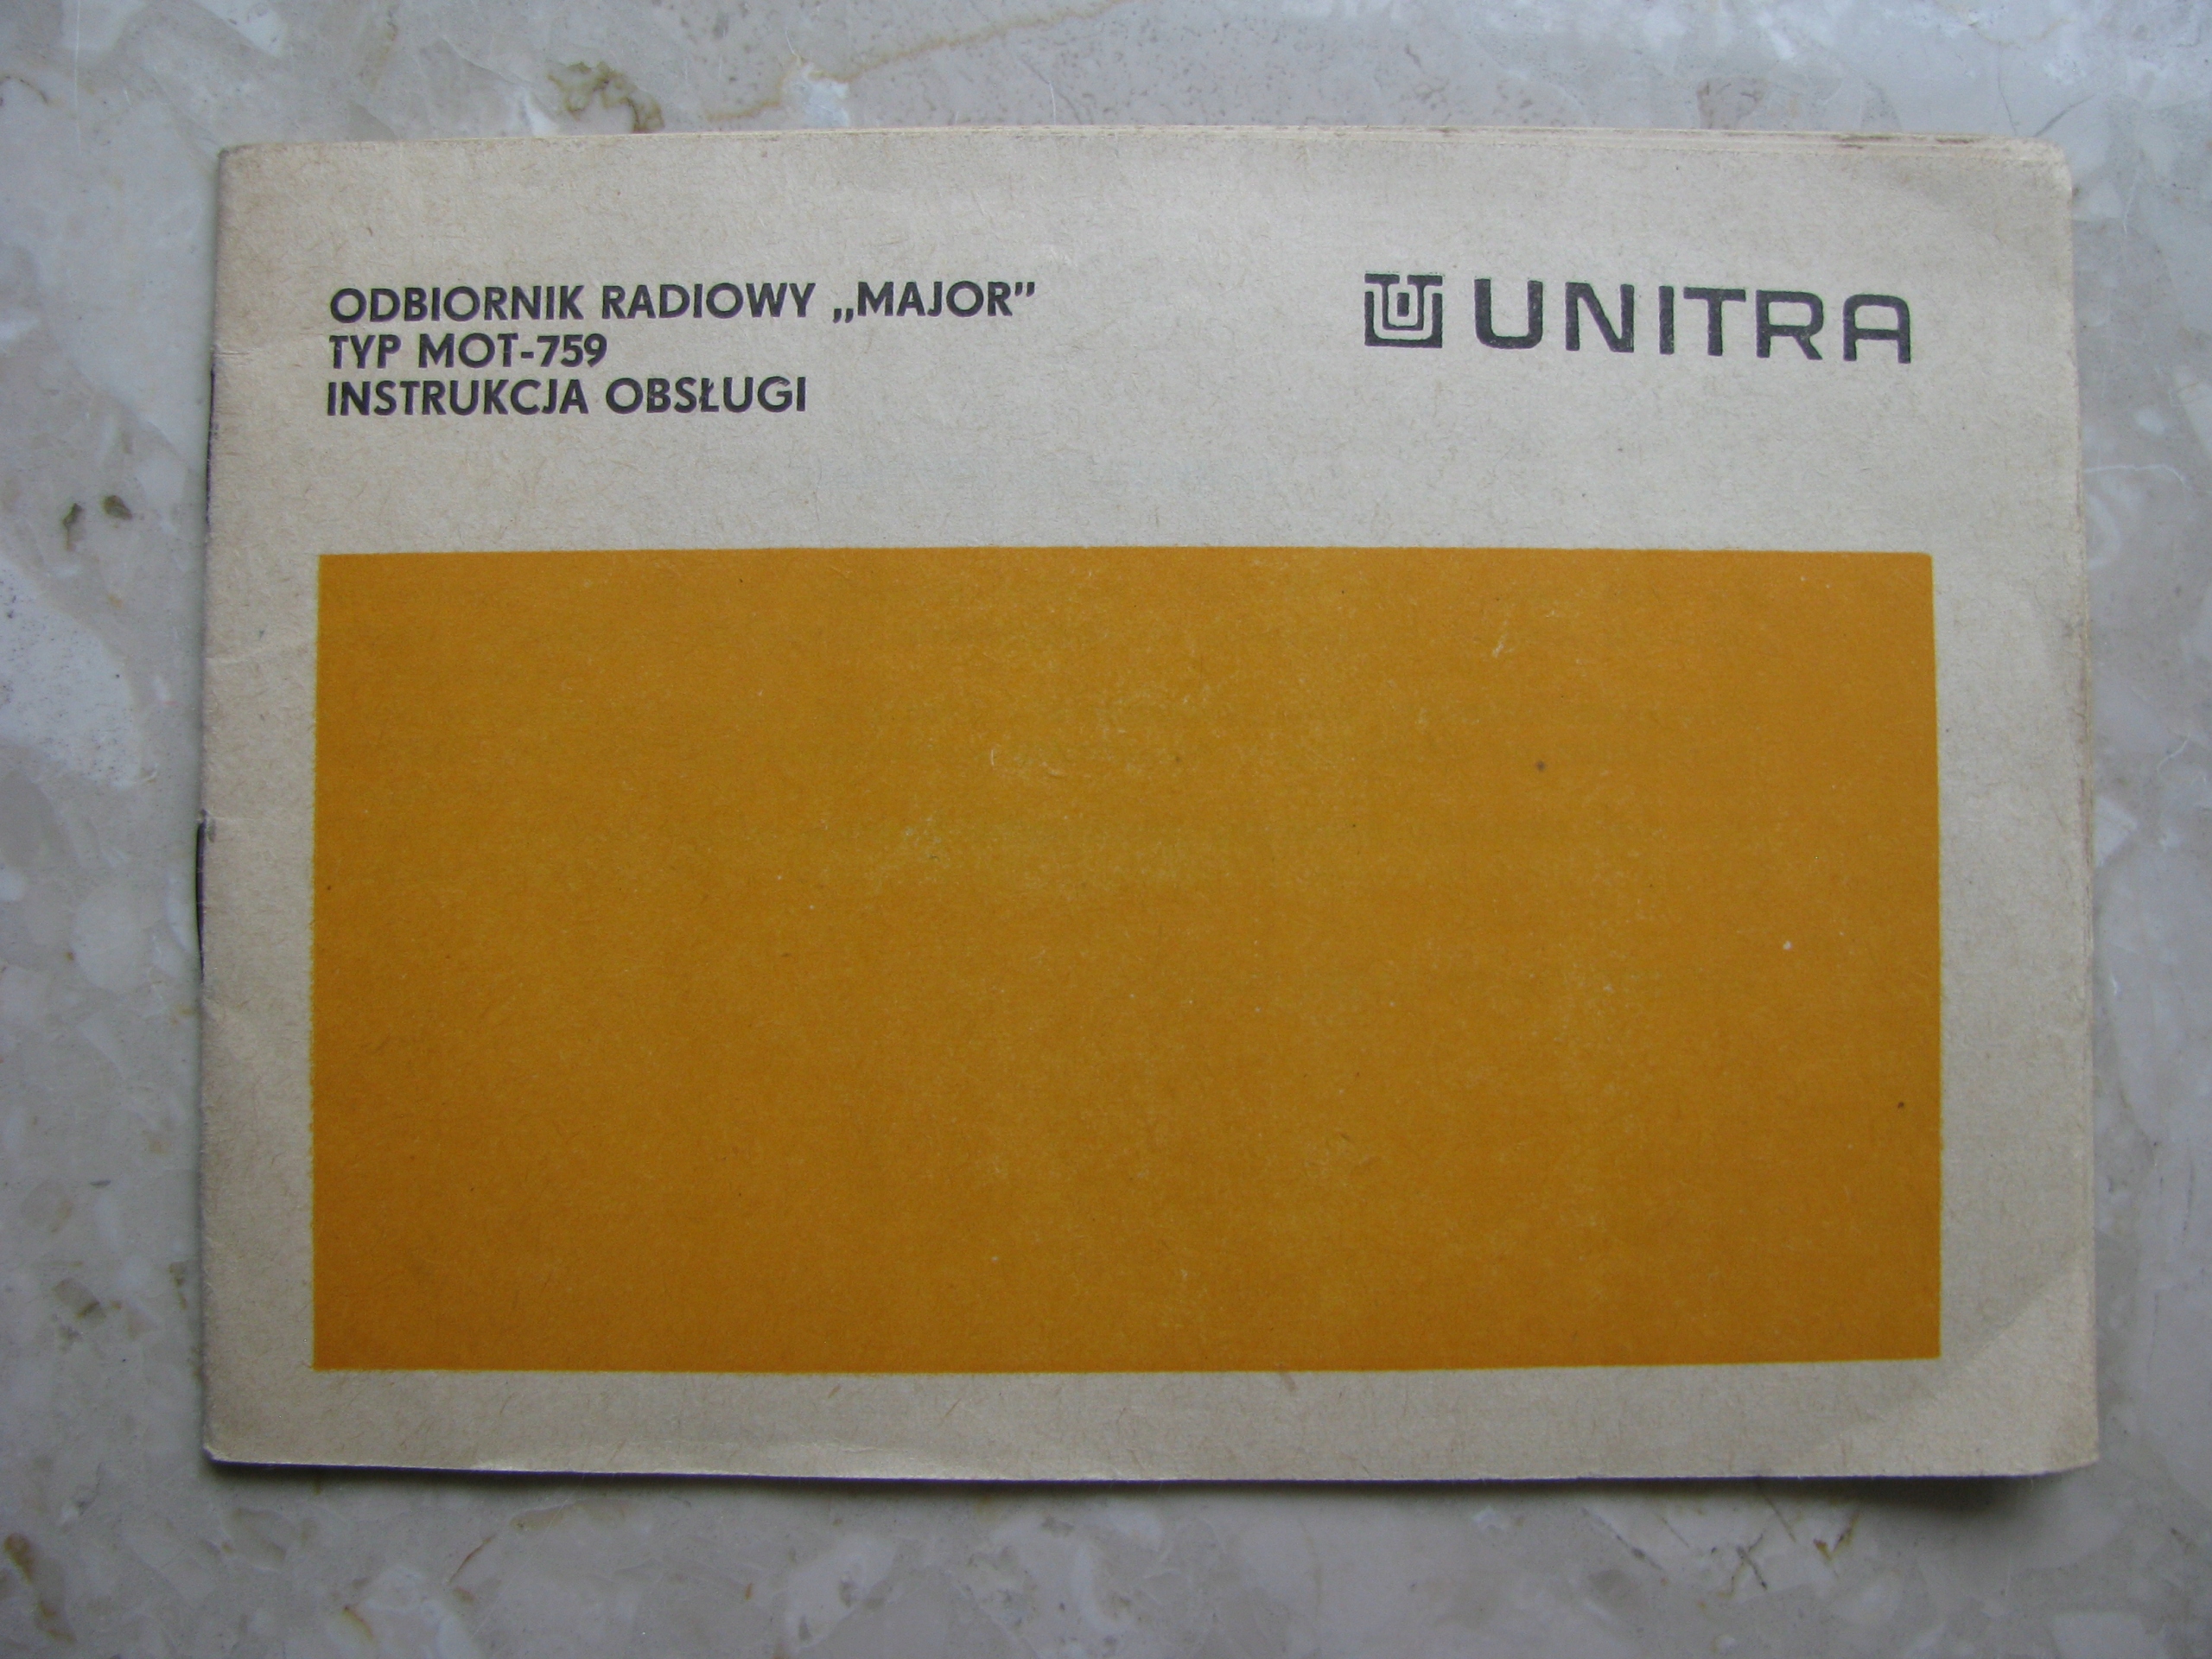 ODBIORNIK RADIOWY „MAJOR”
TYP MOT-759
INSTRUKCJA OBSŁUGI
UNITRA